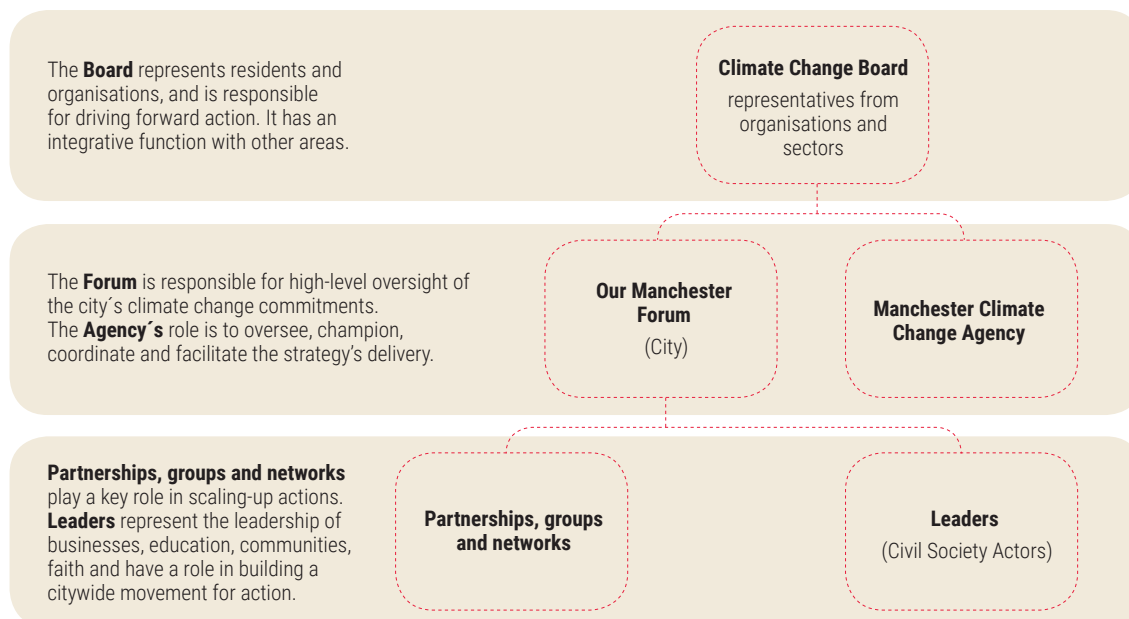 The Board represents residents and
organisations, and is responsible
for driving forward action. It has an
integrative function with other areas.
Climate Change Board
representatives from
organisations and
sectors
The Forum is responsible for high-level oversight of
the city´s climate change commitments.
The Agency´s role is to oversee, champion,
coordinate and facilitate the strategy’s delivery.
Our Manchester
Forum
(City)
Manchester Climate
Change Agency
Partnerships, groups and networks
play a key role in scaling-up actions.
Leaders represent the leadership of
businesses, education, communities,
faith and have a role in building a
citywide movement for action.
Partnerships, groups
and networks
Leaders
(Civil Society Actors)